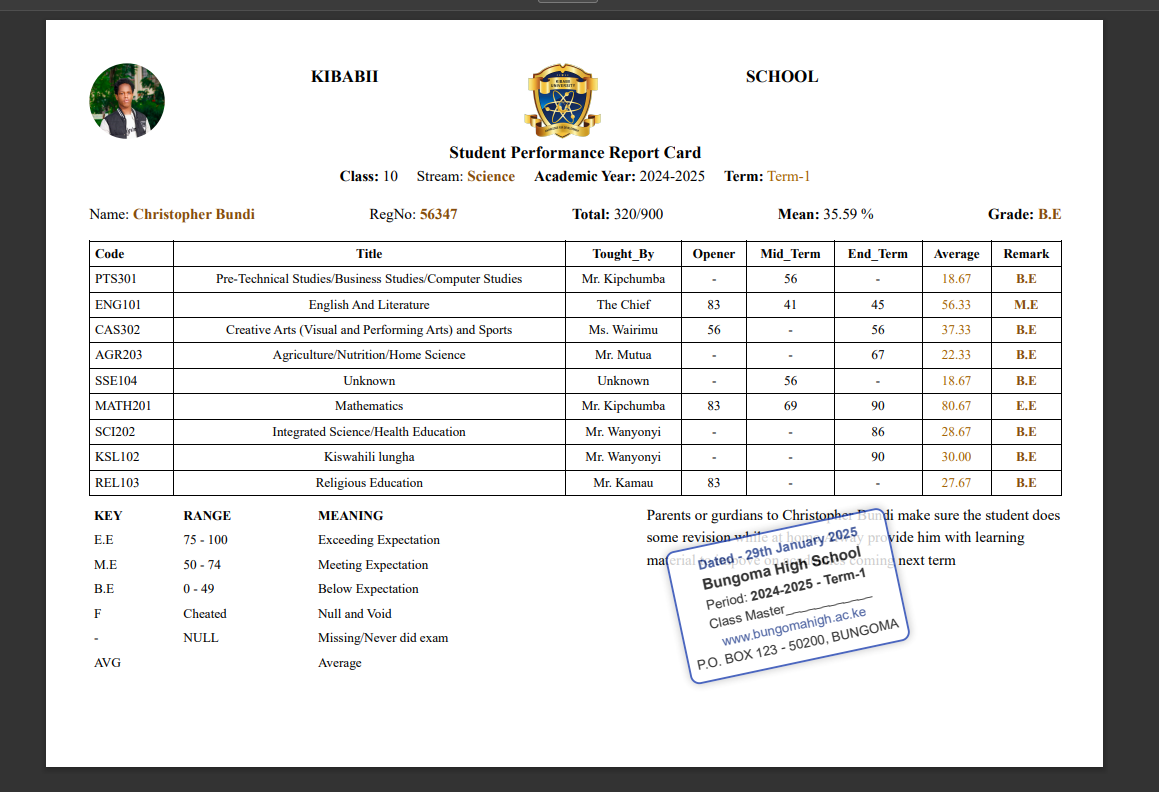 KIBABII SCHOOL
KIBABII
UNIVERSITY
Student Performance Report Card
Class: 10 Stream: Science Academic Year: 2024-2025 Term: Term-1
Name: Christopher Bundi RegNo: 56347 Total: 320/900 Mean: 35.59 % Grade: B.E
Code Title Tought_By Opener Mid_Term End_Term Average Remark
PTS301 Pre-Technical Studies/Business Studies/Computer Studies Mr. Kipchumba - 56 - 18.67 B.E
ENG101 English And Literature The Chief 83 41 45 56.33 M.E
CAS302 Creative Arts (Visual and Performing Arts) and Sports Ms. Wairimu 56 - 56 37.33 B.E
AGR203 Agriculture/Nutrition/Home Science Mr. Mutua - - 67 22.33 B.E
SSE104 Unknown Unknown - 56 - 18.67 B.E
MATH201 Mathematics Mr. Kipchumba 83 69 90 80.67 E.E
SCI202 Integrated Science/Health Education Mr. Wanyonyi - - 86 28.67 B.E
KSL102 Kiswahili lungha Mr. Wanyonyi - - 90 30.00 B.E
REL103 Religious Education Mr. Kamau 83 - - 27.67 B.E
KEY RANGE MEANING
E.E 75 - 100 Exceeding Expectation
M.E 50 - 74 Meeting Expectation
B.E 0 - 49 Below Expectation
F Cheated Null and Void
- NULL Missing/Never did exam
AVG Average
Parents or gurdians to Christopher Bundi make sure the student does
some revision while at home provide him with learning
next term
Dated - 29th January 2025
Bungoma High School
Period: 2024-2025 - Term-1
Class Master
www.bungomahigh.ac.ke
P.O. BOX 123 - 50200, BUNGOMA